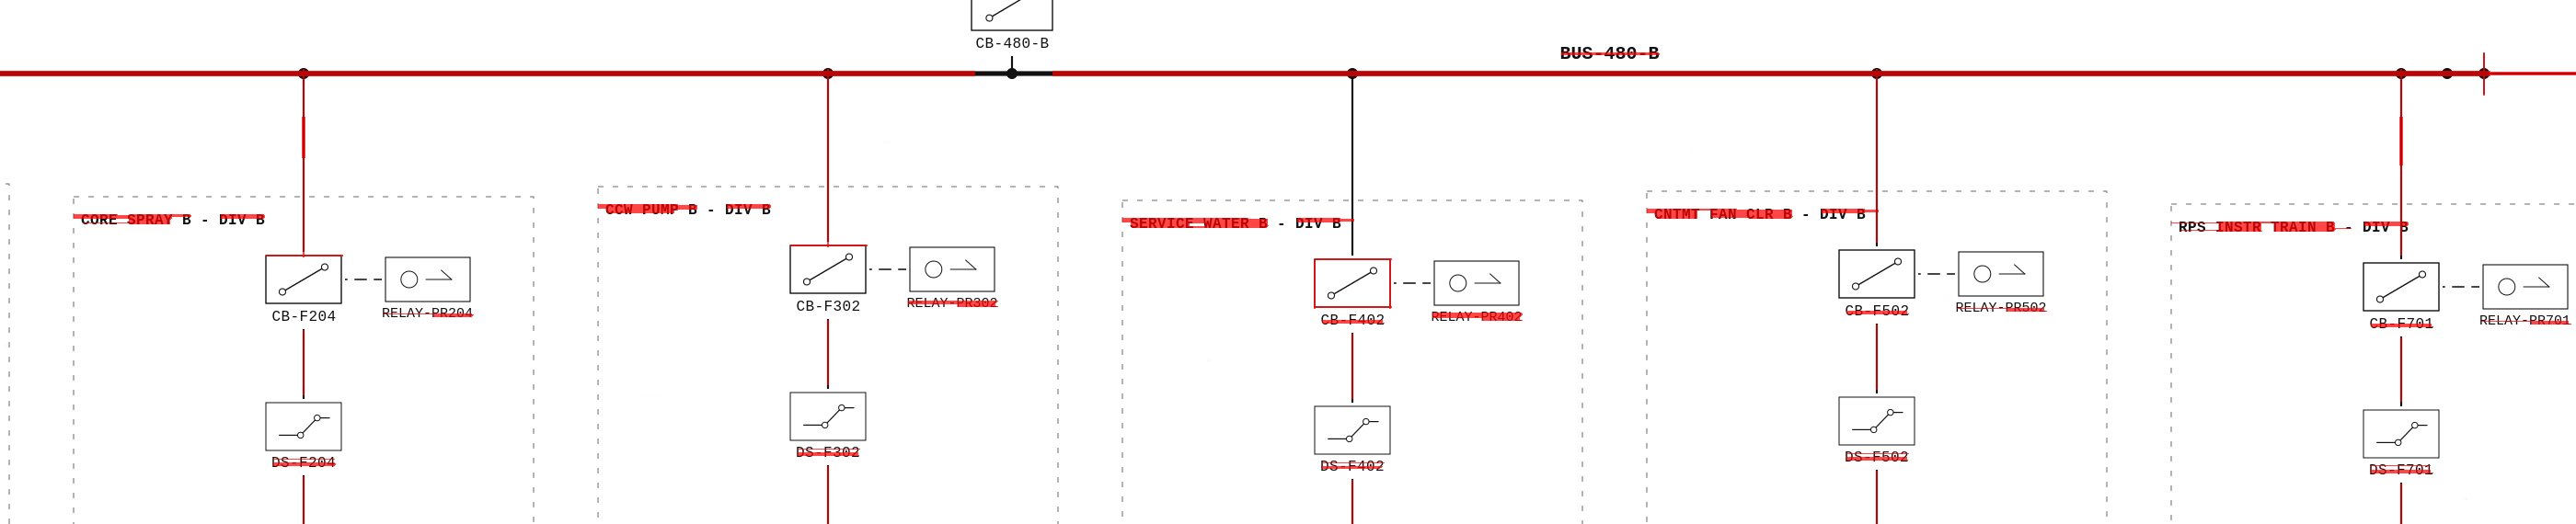 CB-480-B
BUS-480-B
CORE SPRAY B - DIV B
CCW PUMP B - DIV B
SERVICE WATER B - DIV B
CNTMT FAN CLR B - DIV B
RPS INSTR TRAIN B - DIV B
CB-F204
RELAY-PR204
CB-F302
RELAY-PR302
CB-F402
RELAY-PR402
CB-F502
RELAY-PR502
CB-F701
RELAY-PR701
DS-F204
DS-F302
DS-F402
DS-F502
DS-F701